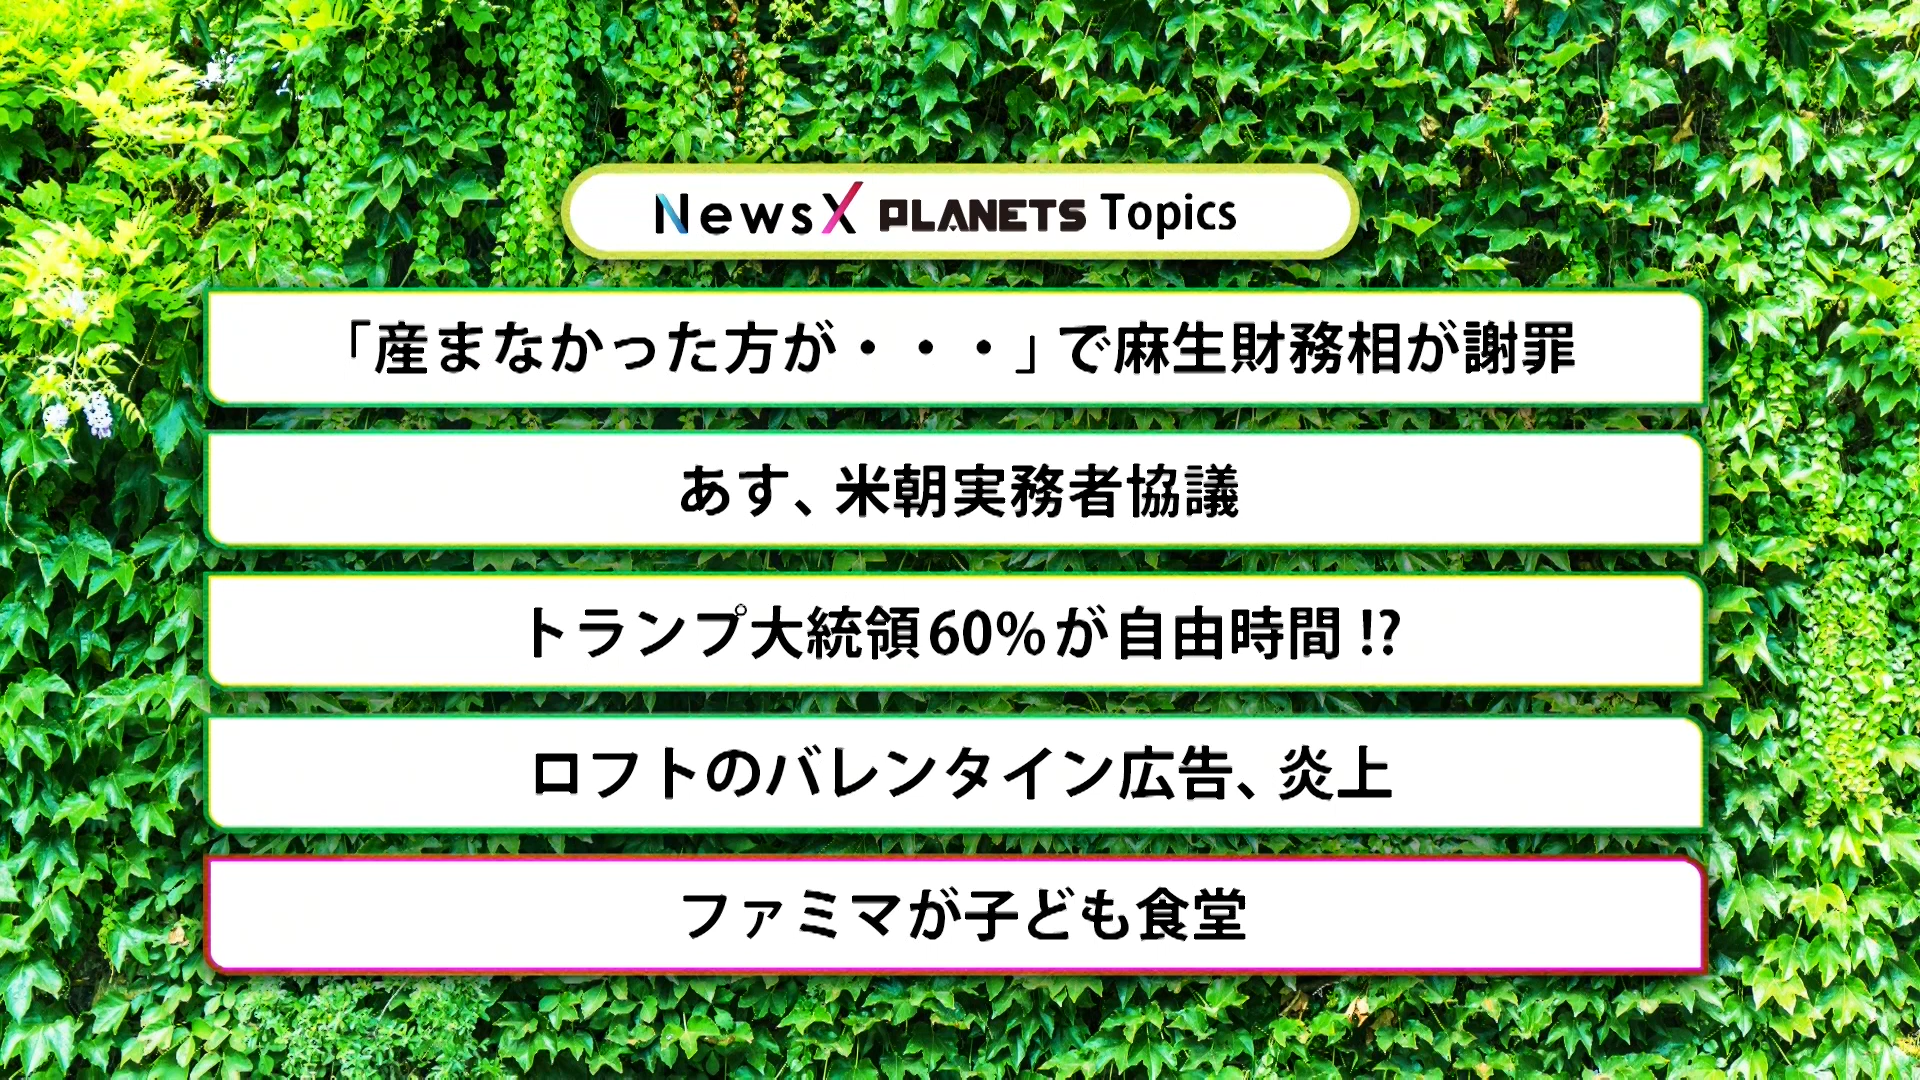 NewsX PLANETS Topics
「産まなかった方が・・・」で麻生財務相が謝罪
あす、米朝実務者協議
トランプ大統領60%が自由時間!?
ロフトのバレンタイン広告、炎上
ファミマが子ども食堂